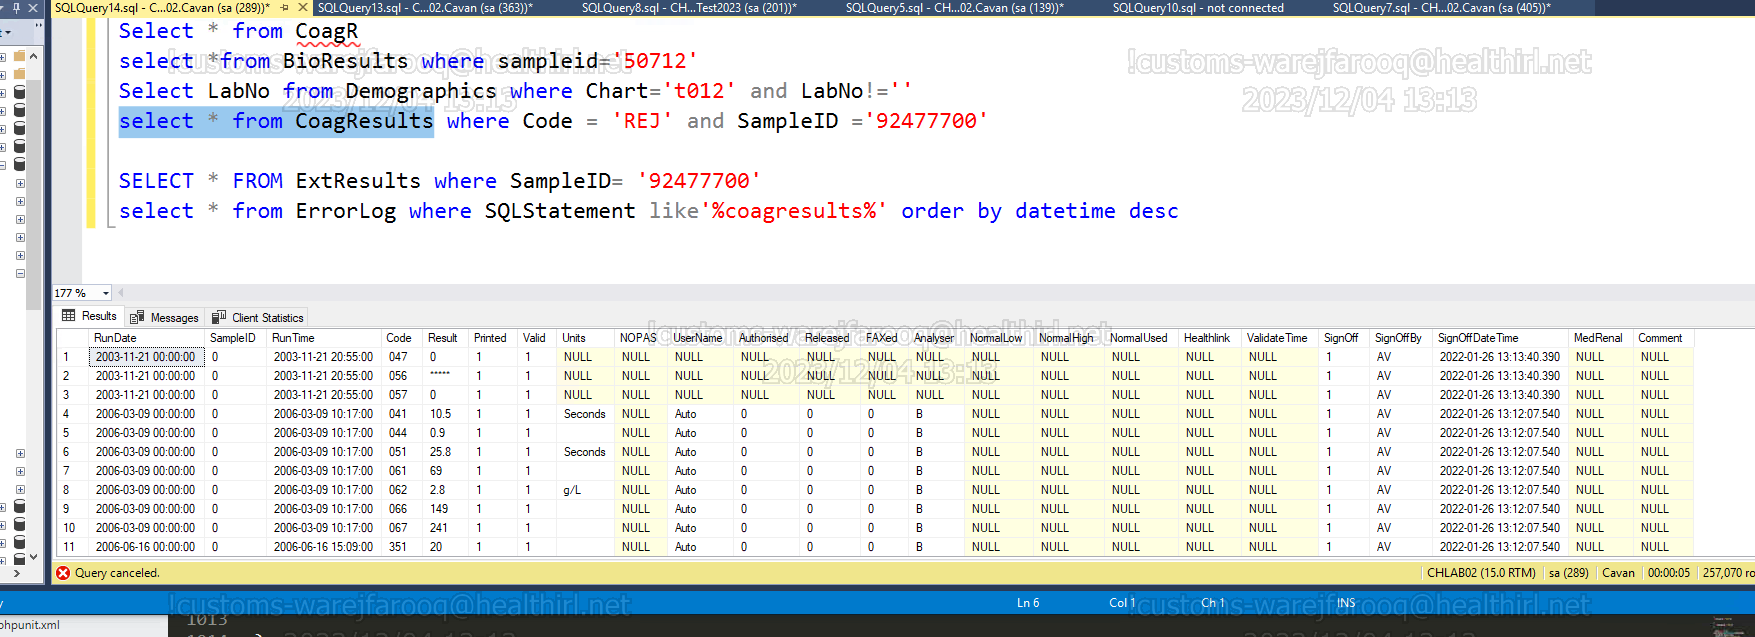 SQLQuery14.sql - C...02.Cavan (sa (289))* SQLQuery13.sql - C...02.Cavan (sa (363))* SQLQuery8.sql - CH...Test2023 (sa (201))* SQLQuery5.sql - CH...02.Cavan (sa (139))* SQLQuery10.sql - not connected SQLQuery7.sql - CH...02.Cavan (sa (405))*
Select * from CoagR
select *from BioResults where sampleid='50712'
!customs-warejfarooq@healthirl.net !customs-warejfarooq@healthirl.net
Select LabNo from Demographics where Chart='t012' and LabNo!=''
2023/12/04 13:13 2023/12/04 13:13
select * from CoagResults where Code = 'REJ' and SampleID ='92477700'
SELECT * FROM ExtResults where SampleID= '92477700'
select * from ErrorLog where SQLStatement like'%coagresults%' order by datetime desc
177 %
Results Messages Client Statistics
!customs-warejfarooq@healthirl.net
RunDate SampleID RunTime Code Result Printed Valid Units NOPAS UserName Authorised Released FAXed Analyser NormalLow NormalHigh NormalUsed Healthlink ValidateTime SignOff SignOffBy SignOffDateTime MedRenal Comment
1 2003-11-21 00:00:00 0 2003-11-21 20:55:00 047 0 1 1 NULL NULL NULL NULL NULL NULL NULL NULL NULL NULL NULL NULL 1 AV 2022-01-26 13:13:40.390 NULL NULL
2023/12/04 13:13
2 2003-11-21 00:00:00 0 2003-11-21 20:55:00 056 ***** 1 1 NULL NULL NULL NULL NULL NULL NULL NULL NULL NULL NULL NULL 1 AV 2022-01-26 13:13:40.390 NULL NULL
3 2003-11-21 00:00:00 0 2003-11-21 20:55:00 057 0 1 1 NULL NULL NULL NULL NULL NULL NULL NULL NULL NULL NULL NULL 1 AV 2022-01-26 13:13:40.390 NULL NULL
4 2006-03-09 00:00:00 0 2006-03-09 10:17:00 041 10.5 1 1 Seconds NULL Auto 0 0 0 B NULL NULL NULL NULL NULL 1 AV 2022-01-26 13:12:07.540 NULL NULL
5 2006-03-09 00:00:00 0 2006-03-09 10:17:00 044 0.9 1 1 NULL Auto 0 0 0 B NULL NULL NULL NULL NULL 1 AV 2022-01-26 13:12:07.540 NULL NULL
6 2006-03-09 00:00:00 0 2006-03-09 10:17:00 051 25.8 1 1 Seconds NULL Auto 0 0 0 B NULL NULL NULL NULL NULL 1 AV 2022-01-26 13:12:07.540 NULL NULL
7 2006-03-09 00:00:00 0 2006-03-09 10:17:00 061 69 1 1 NULL Auto 0 0 0 B NULL NULL NULL NULL NULL 1 AV 2022-01-26 13:12:07.540 NULL NULL
8 2006-03-09 00:00:00 0 2006-03-09 10:17:00 062 2.8 1 1 g/L NULL Auto 0 0 0 B NULL NULL NULL NULL NULL 1 AV 2022-01-26 13:12:07.540 NULL NULL
9 2006-03-09 00:00:00 0 2006-03-09 10:17:00 066 149 1 1 NULL Auto 0 0 0 B NULL NULL NULL NULL NULL 1 AV 2022-01-26 13:12:07.540 NULL NULL
10 2006-03-09 00:00:00 0 2006-03-09 10:17:00 067 241 1 1 NULL Auto 0 0 0 B NULL NULL NULL NULL NULL 1 AV 2022-01-26 13:12:07.540 NULL NULL
11 2006-06-16 00:00:00 0 2006-06-16 15:09:00 351 20 1 1 NULL Auto 0 0 0 B NULL NULL NULL NULL NULL 1 AV 2022-01-26 13:12:07.540 NULL NULL
Query canceled. CHLAB02 (15.0 RTM) sa (289) Cavan 00:00:05 257,070 ro
Ln 6 Col 1 Ch 1 INS
!customs-warejfarooq@healthirl.net !customs-warejfarooq@healthirl.net
phpunit.xml 1013